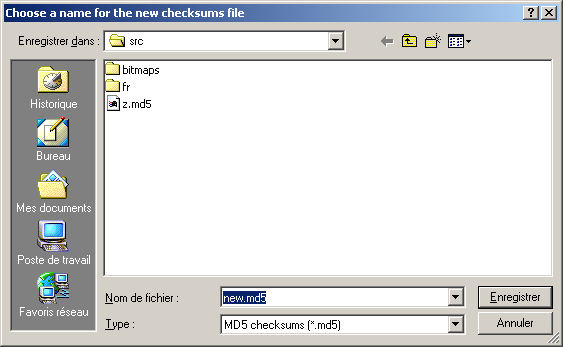 Choose a name for the new checksums file
Enregistrer dans : src
bitmaps
fr
z.md5
Historique
Bureau
Mes documents
Poste de travail
Favoris réseau
Nom de fichier : new.md5 Enregistrer
Type : MD5 checksums (*.md5) Annuler